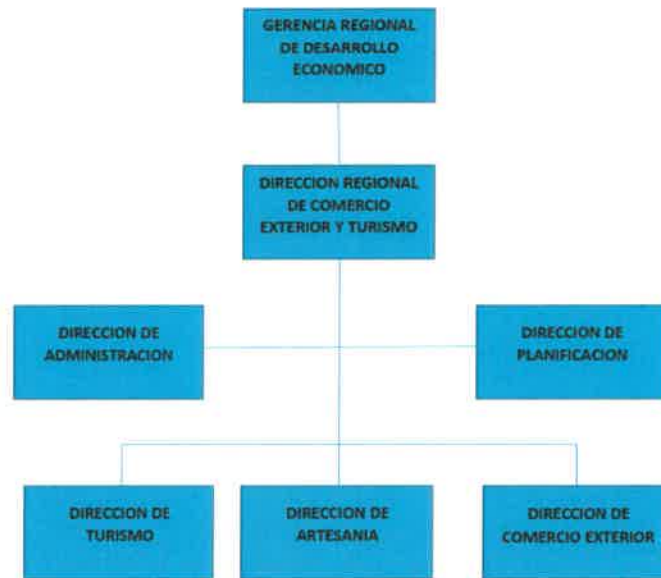 GERENCIA REGIONAL
DE DESARROLLO
ECONOMICO
DIRECCION REGIONAL
DE COMERCIO
EXTERIOR Y TURISMO
DIRECCION DE
ADMINISTRACION
DIRECCION DE
PLANIFICACION
DIRECCION DE
TURISMO
DIRECCION DE
ARTESANIA
DIRECCION DE
COMERCIO EXTERIOR